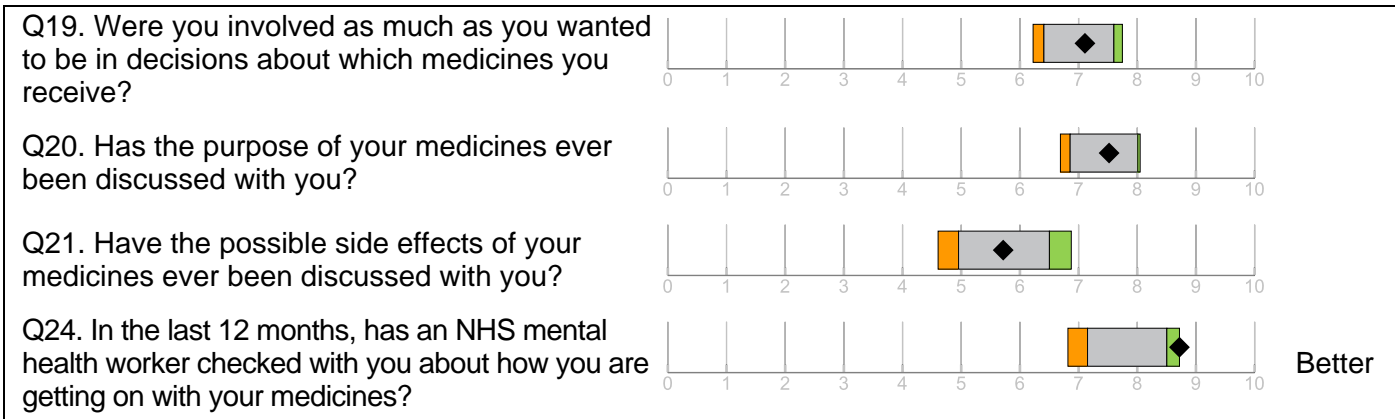 Q19. Were you involved as much as you wanted
to be in decisions about which medicines you
receive?
0 1 2 3 4 5 6 7 8 9 10
Q20. Has the purpose of your medicines ever
been discussed with you?
0 1 2 3 4 5 6 7 8 9 10
Q21. Have the possible side effects of your
medicines ever been discussed with you?
0 1 2 3 4 5 6 7 8 9 10
Q24. In the last 12 months, has an NHS mental
health worker checked with you about how you are
getting on with your medicines?
0 1 2 3 4 5 6 7 8 9 10
Better